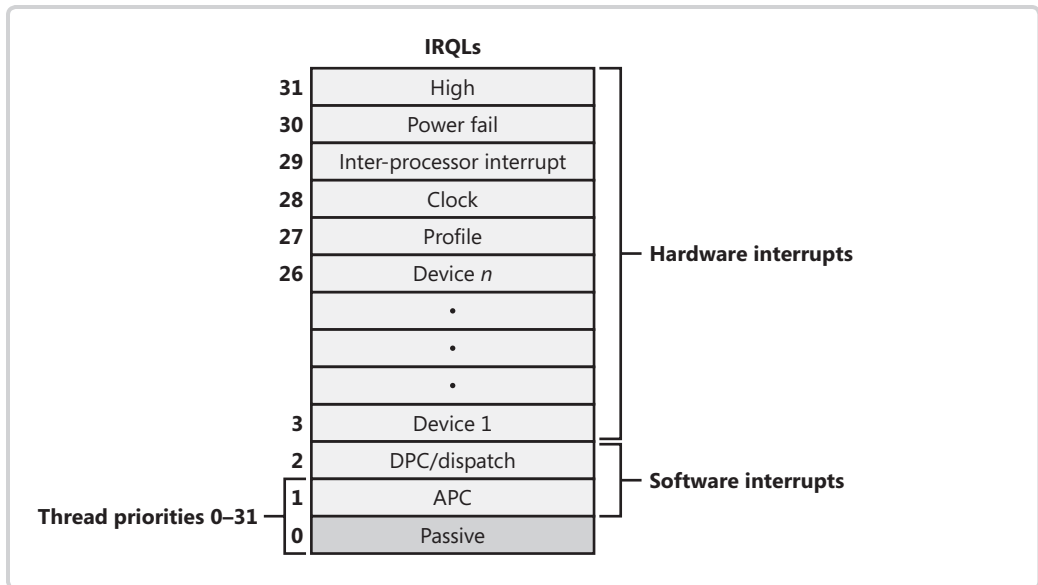 IRQLs
31 High
30 Power fail
29 Inter-processor interrupt
28 Clock
27 Profile
Hardware interrupts
26 Device n
•
•
•
3 Device 1
2 DPC/dispatch
Software interrupts
1 APC
Thread priorities 0–31
0 Passive